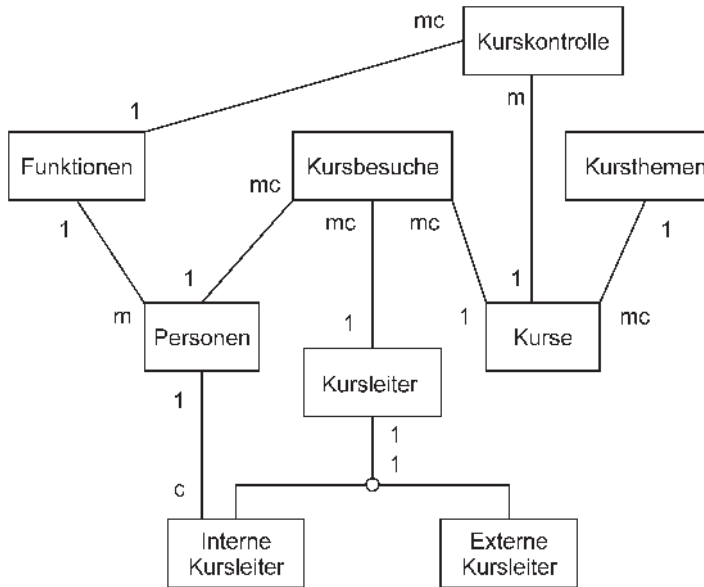 mc
Kurskontrolle
1
m
Funktionen
Kursbesuche
Kursthemen
mc
1
mc
mc
1
1
1
m
1
1
mc
Personen
Kurse
Kursleiter
1
1
1
c
Interne
Kursleiter
Externe
Kursleiter